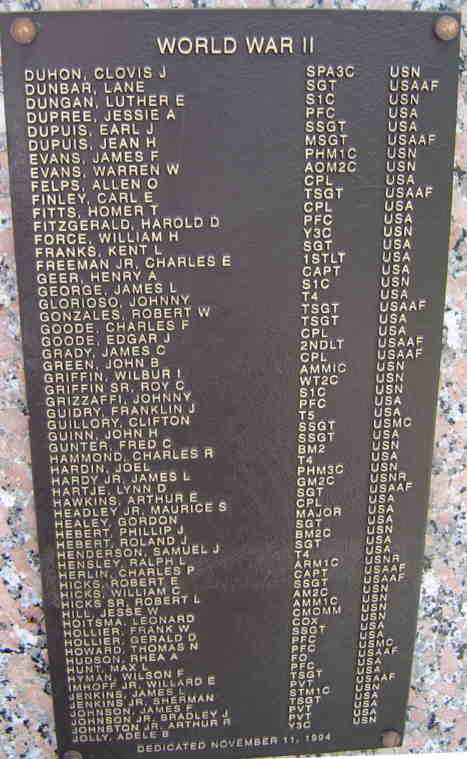 WORLD WAR II
DUHON, CLOVIS J SPA3C USN
DUNBAR, LANE SGT USAAF
DUNGAN, LUTHER E S1C USN
DUPREE, JESSIE A PFC USA
DUPUIS, EARL J SSGT USA
DUPUIS, JEAN H MSGT USAAF
EVANS, JAMES F PHM1C USN
EVANS, WARREN W AOM2C USN
FELPS, ALLEN O CPL USA
FINLEY, CARL E TSGT USAAF
FITTS, HOMER T CPL USA
FITZGERALD, HAROLD D PFC USA
FORCE, WILLIAM H Y3C USN
FRANKS, KENT L SGT USA
FREEMAN JR, CHARLES E 1STLT USA
GEER, HENRY A CAPT USA
GEORGE, JAMES L S1C USN
GLORIOSO, JOHNNY T4 USA
GONZALES, ROBERT W TSGT USAAF
GOODE, CHARLES F TSGT USA
GOODE, EDGAR J CPL USA
GRADY, JAMES C 2NDLT USAAF
GREEN, JOHN B CPL USAAF
GRIFFIN, WILBUR I AMMIC USN
GRIFFIN SR, ROY C WT2C USN
GRIZZAFFI, JOHNNY S1C USN
GUIDRY, FRANKLIN J PFC USA
GUILLORY, CLIFTON T5 USA
GUINN, JOHN H SSGT USMC
GUNTER, FRED C SSGT USA
HAMMOND, CHARLES R BM2 USN
HARDIN, JOEL T4 USA
HARDY JR, JAMES L PHM3C USN
HARTJE, LYNN D GM2C USNR
HAWKINS, ARTHUR E SGT USAAF
HEADLEY JR, MAURICE S CPL USA
HEALEY, GORDON MAJOR USA
HEBERT, PHILLIP J SGT USA
HEBERT, ROLAND J BM2C USN
HENDERSON, SAMUEL J SGT USA
HENSLEY, RALPH L T4 USA
HERLIN, CHARLES P ARM1C USNR
HICKS, ROBERT E CAPT USAAF
HICKS, WILLIAM C SSGT USAAF
HICKS SR, ROBERT L AM2C USN
HILL, JESSE W AMM1C USN
HOITSMA, LEONARD CMOMM USN
HOLLIER, FRANK W COX USN
HOLLIER, GERALD D SSGT USA
HOWARD, THOMAS N PFC USA
HUDSON, RHEA A PFC USMC
HUNT, MAX L FO USAAF
HYMAN, WILSON F PFC USA
IMHOFF JR, WILLARD E TSGT USAAF
JENKINS, JAMES L PVT USA
JENKINS JR, SHERMAN STM1C USN
JOHNSON, JAMES F TSGT USA
JOHNSON JR, BRADLEY J PVT USA
JOHNSTON JR, ARTHUR R PVT USA
JOLLY, ADELE B Y3C USN
DEDICATED NOVEMBER 11, 1994